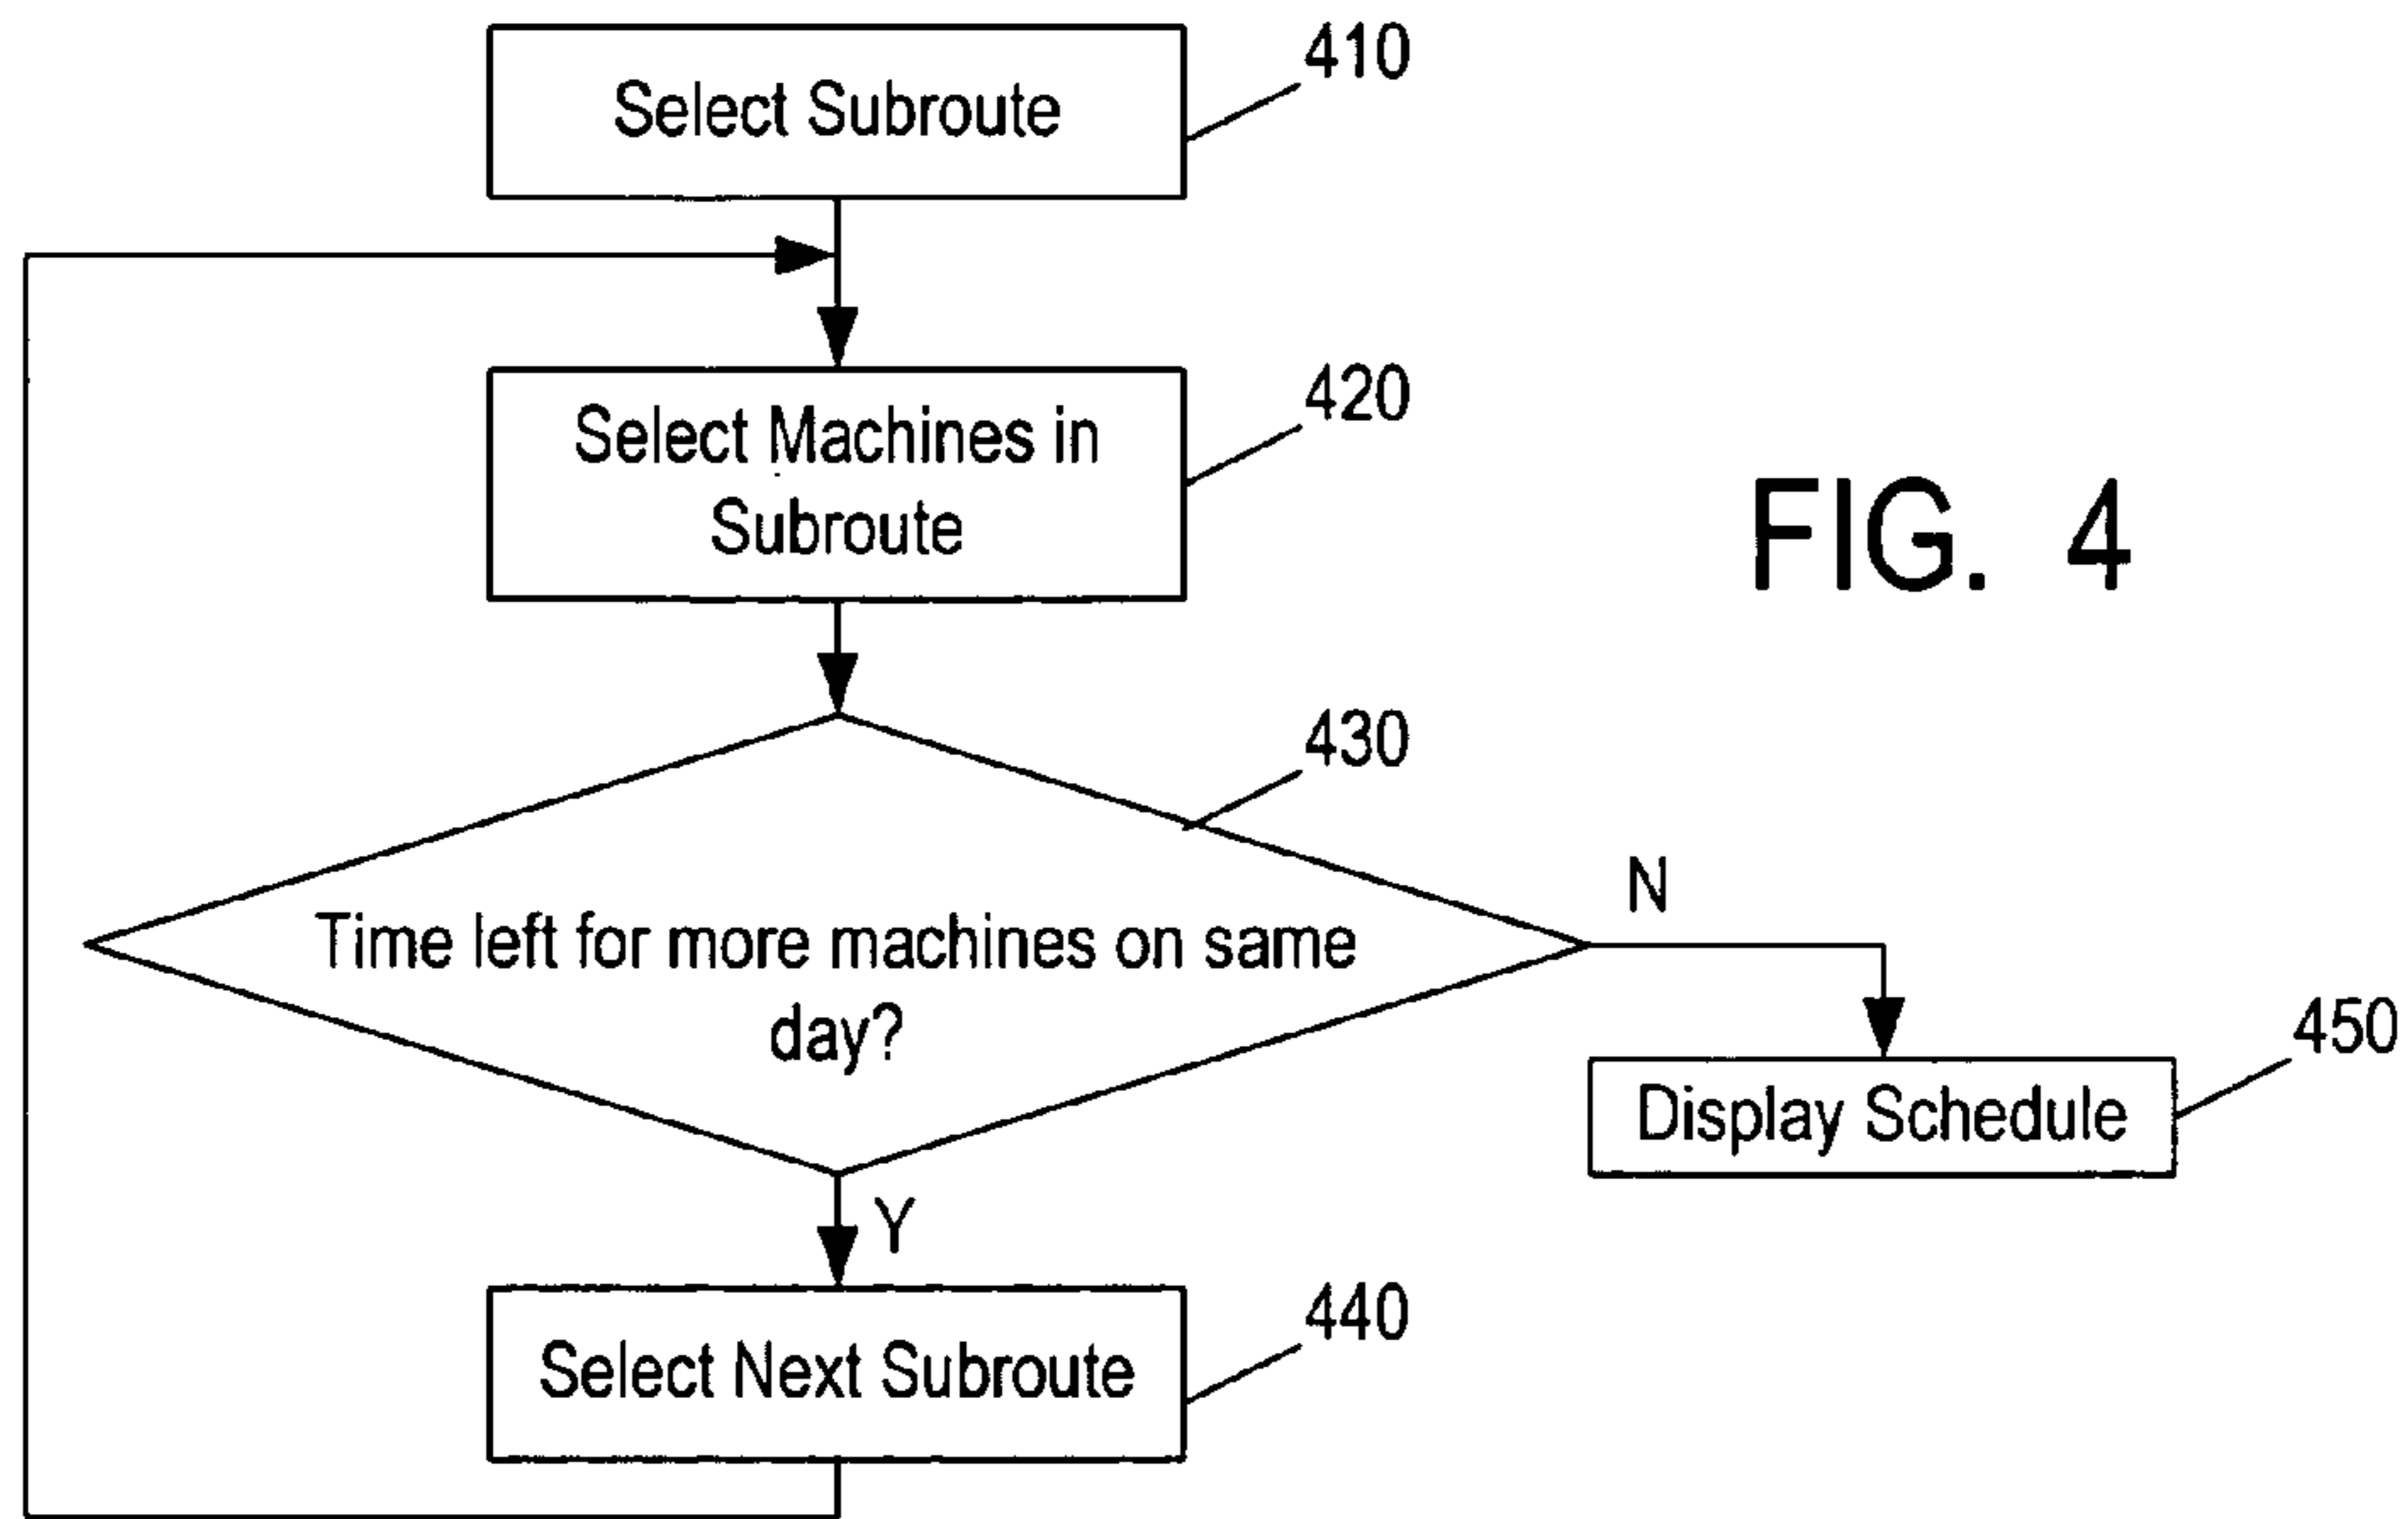 410
Select Subroute
420
Select Machines in
Subroute
FIG. 4
430
N
Time left for more machines on same
day?
450
Display Schedule
Y
440
Select Next Subroute